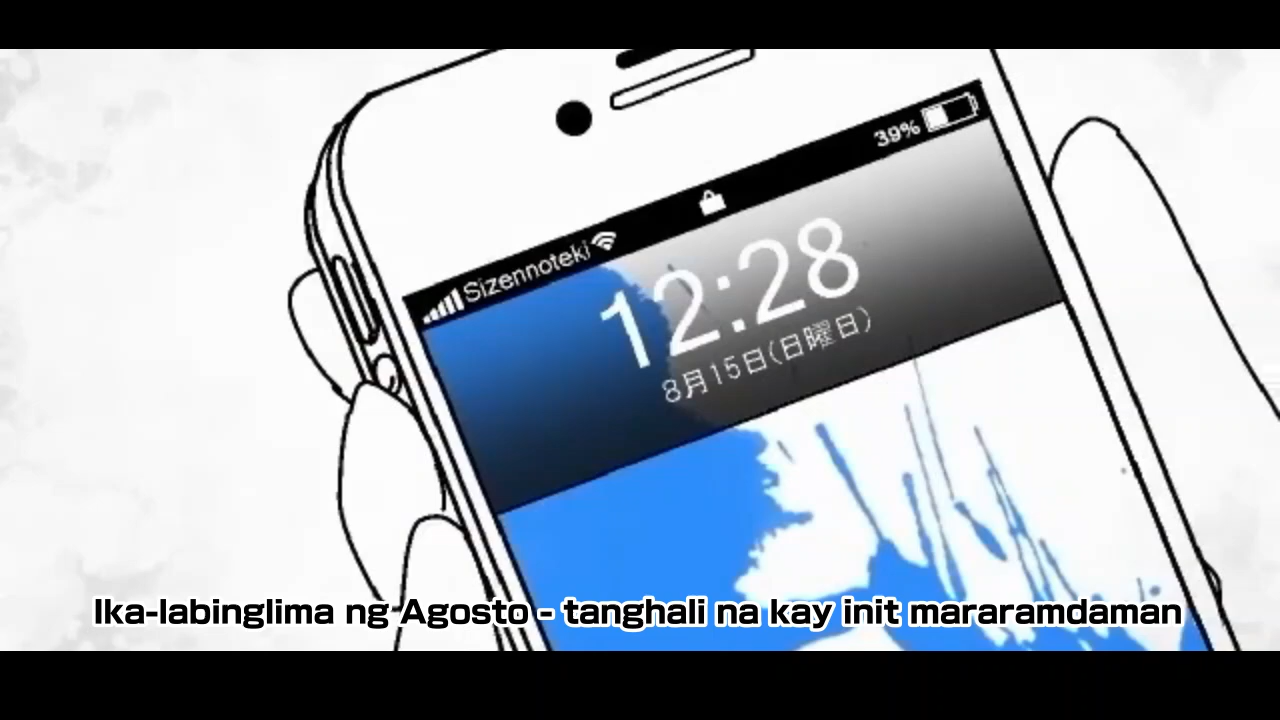 39%
Sizennoteki
12:28
8月15日(日曜日)
Ika-labinglima ng Agosto - tanghali na kay init mararamdaman